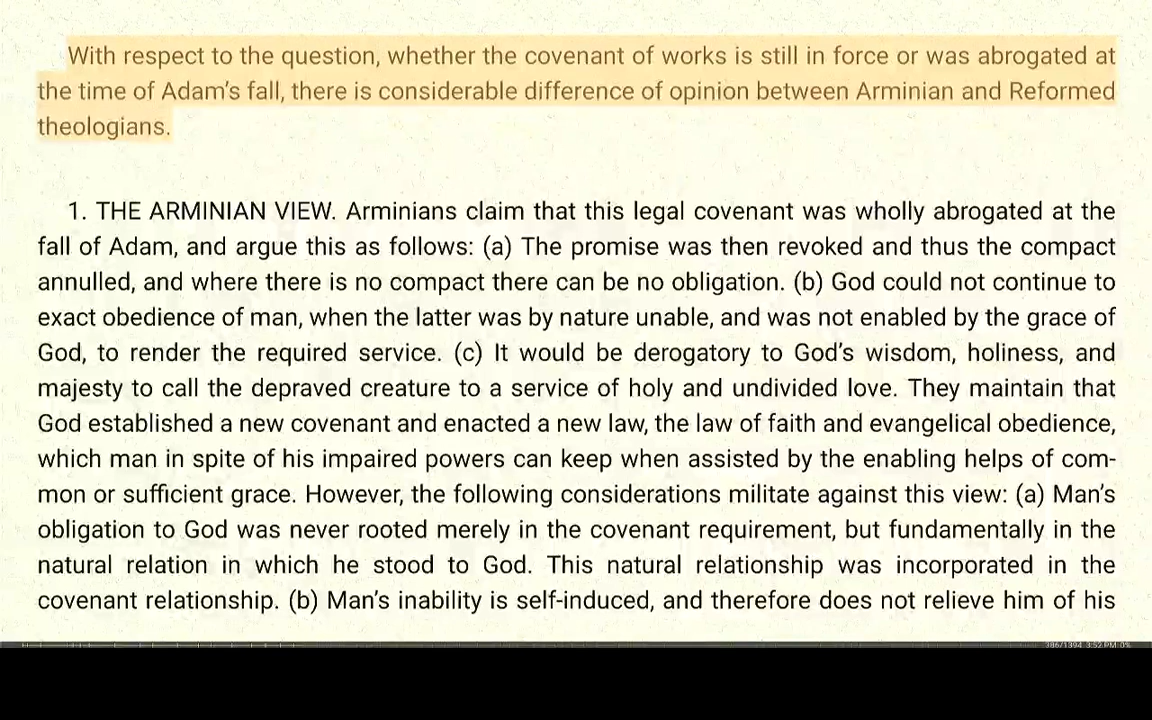 With respect to the question, whether the covenant of works is still in force or was abrogated at
the time of Adam’s fall, there is considerable difference of opinion between Arminian and Reformed
theologians.
1. THE ARMINIAN VIEW. Arminians claim that this legal covenant was wholly abrogated at the
fall of Adam, and argue this as follows: (a) The promise was then revoked and thus the compact
annulled, and where there is no compact there can be no obligation. (b) God could not continue to
exact obedience of man, when the latter was by nature unable, and was not enabled by the grace of
God, to render the required service. (c) It would be derogatory to God’s wisdom, holiness, and
majesty to call the depraved creature to a service of holy and undivided love. They maintain that
God established a new covenant and enacted a new law, the law of faith and evangelical obedience,
which man in spite of his impaired powers can keep when assisted by the enabling helps of com-
mon or sufficient grace. However, the following considerations militate against this view: (a) Man’s
obligation to God was never rooted merely in the covenant requirement, but fundamentally in the
natural relation in which he stood to God. This natural relationship was incorporated in the
covenant relationship. (b) Man’s inability is self-induced, and therefore does not relieve him of his
386/1394 3:52 PM 0%